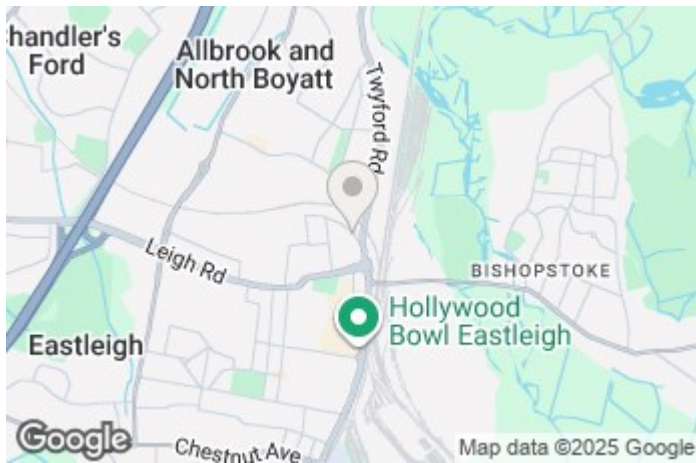 Chandler's
Ford
Allbrook and
North Boyatt
Twyford Rd
Leigh Rd
BISHOPSTOKE
Hollywood
Bowl Eastleigh
Eastleigh
Google
Chestnut Ave
Map data ©2025 Google